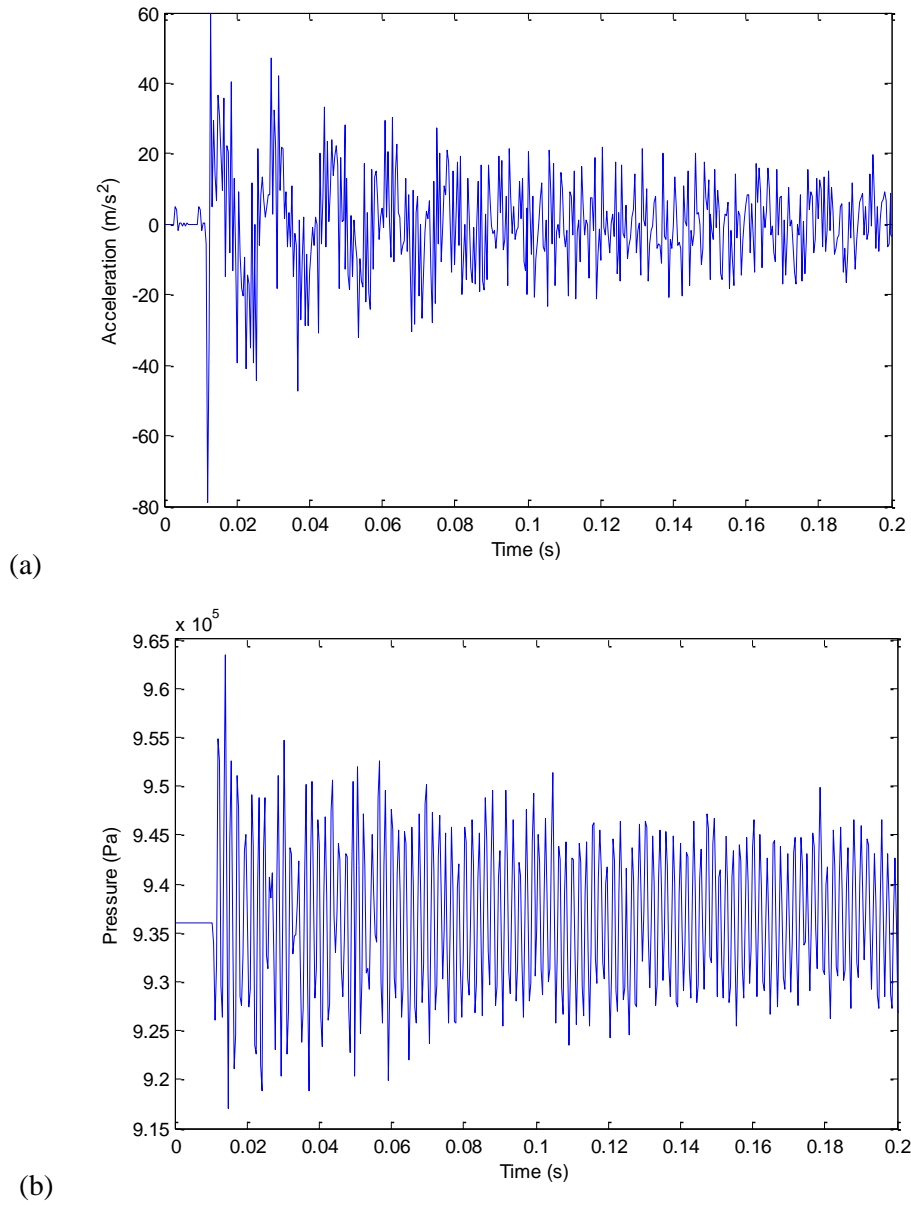 60
40
20
0
-20
-40
-60
-80
Acceleration (m/s²)
0 0.02 0.04 0.06 0.08 0.1 0.12 0.14 0.16 0.18 0.2
Time (s)
(a)
x 10⁵
9.65
9.6
9.55
9.5
9.45
9.4
9.35
9.3
9.25
9.2
9.15
Pressure (Pa)
0 0.02 0.04 0.06 0.08 0.1 0.12 0.14 0.16 0.18 0.2
Time (s)
(b)